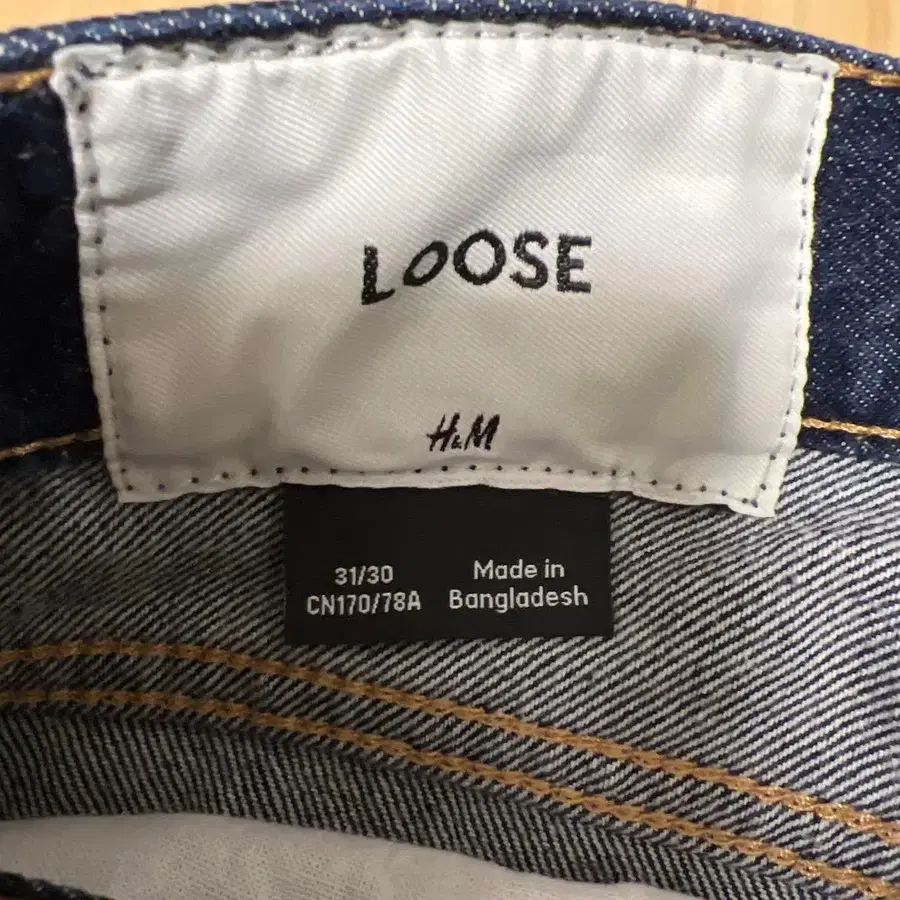 LOOSE
H&M
31/30
CN170/78A
Made in
Bangladesh